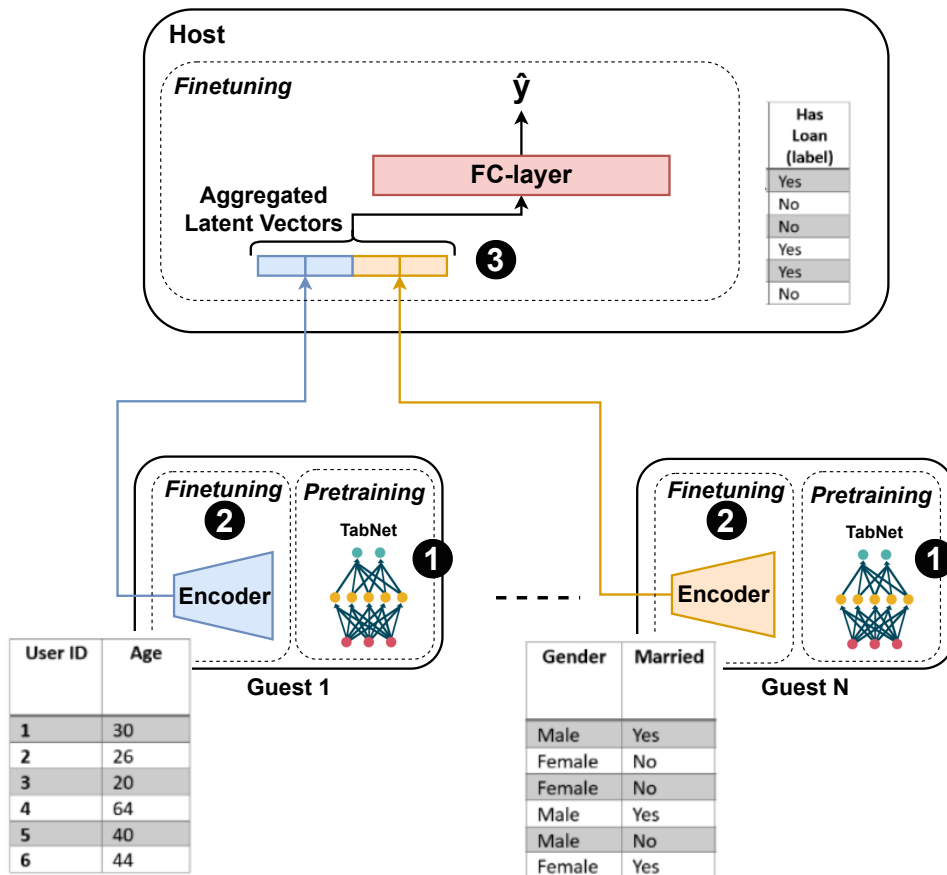 Host
Finetuning
ŷ
FC-layer
Aggregated
Latent Vectors
3
Has
Loan
(label)
Yes
No
No
Yes
Yes
No
Finetuning
2
Encoder
Pretraining
TabNet
1
Guest 1
Finetuning
2
Encoder
Pretraining
TabNet
1
Guest N
User ID Age
1 30
2 26
3 20
4 64
5 40
6 44
Gender Married
Male Yes
Female No
Female No
Male Yes
Male No
Female Yes